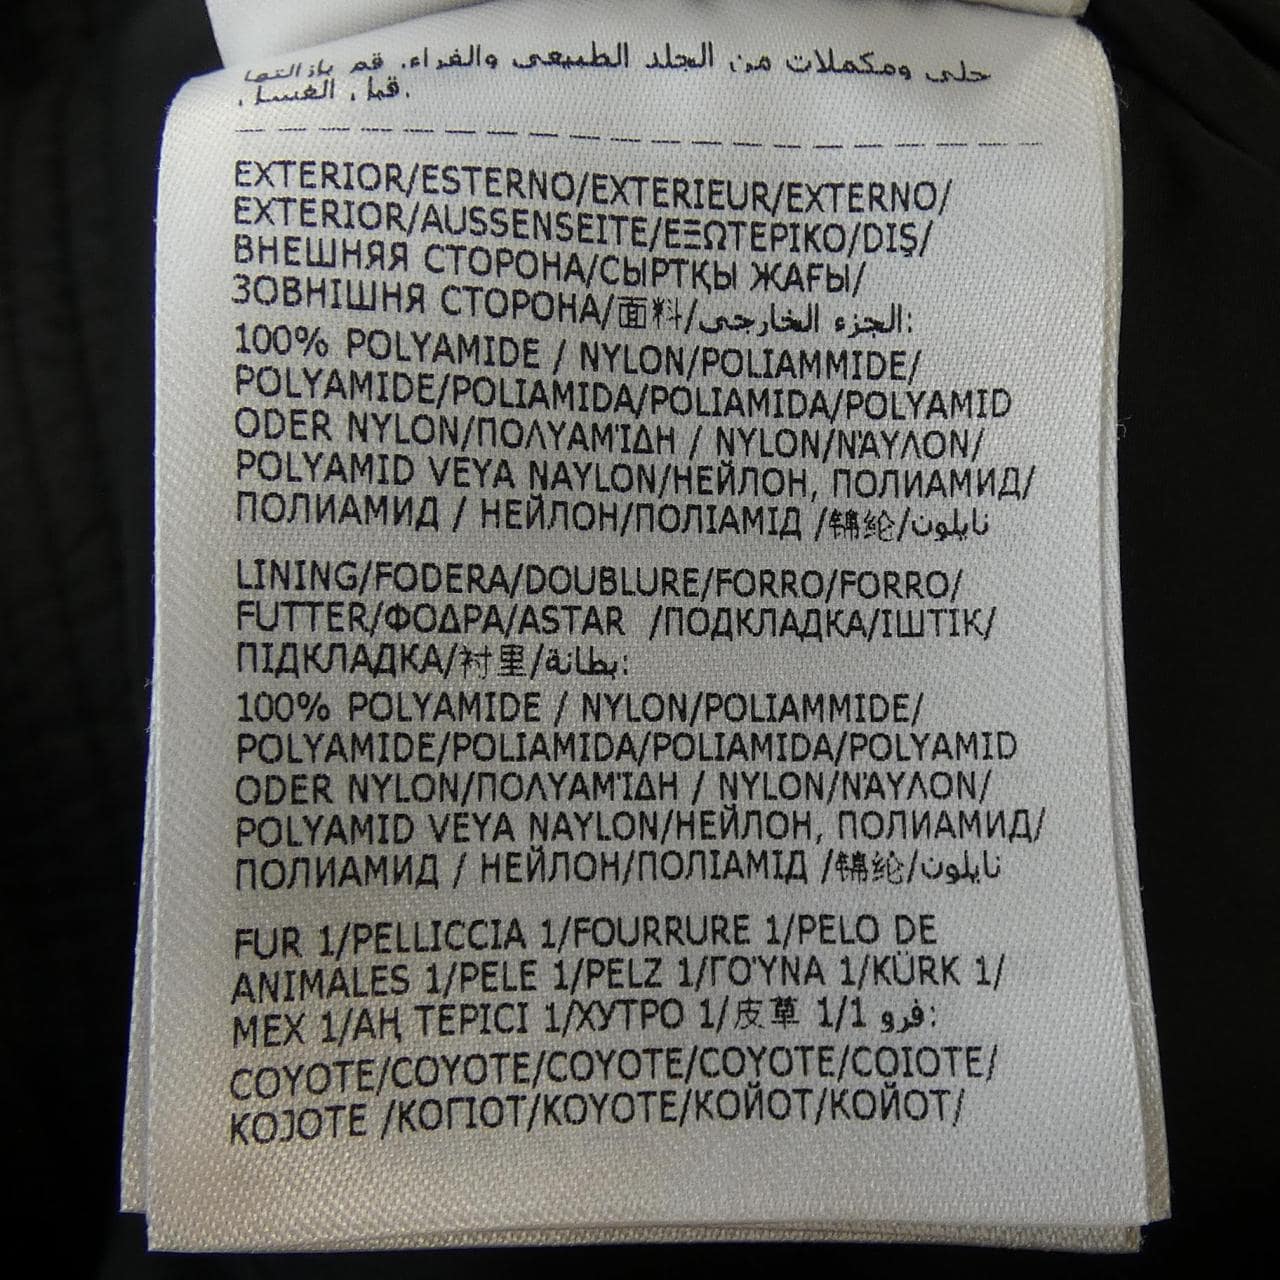 حلى ومكملات من الجلد الطبيعى والفراء. قم بازالتها
قبل الغسيل.
EXTERIOR/ESTERNO/EXTERIEUR/EXTERNO/
EXTERIOR/AUSSENSEITE/ΕΞΩΤΕΡΙΚΟ/DIŞ/
ВНЕШНЯЯ СТОРОНА/СЫРТҚЫ ЖАҒЫ/
ЗОВНІШНЯ СТОРОНА/面料/الجزء الخارجى:
100% POLYAMIDE / NYLON/POLIAMMIDE/
POLYAMIDE/POLIAMIDA/POLIAMIDA/POLYAMID
ODER NYLON/ΠΟΛΥΑΜΊΔΗ / NYLON/ΝΆΥΛΟΝ/
POLYAMID VEYA NAYLON/НЕЙЛОН, ПОЛИАМИД/
ПОЛИАМИД / НЕЙЛОН/ПОЛІАМІД /锦纶/نايلون
LINING/FODERA/DOUBLURE/FORRO/FORRO/
FUTTER/ΦΟΔΡΑ/ASTAR /ПОДКЛАДКА/ІШТІК/
ПІДКЛАДКА/衬里/بطانة:
100% POLYAMIDE / NYLON/POLIAMMIDE/
POLYAMIDE/POLIAMIDA/POLIAMIDA/POLYAMID
ODER NYLON/ΠΟΛΥΑΜΊΔΗ / NYLON/ΝΆΥΛΟΝ/
POLYAMID VEYA NAYLON/НЕЙЛОН, ПОЛИАМИД/
ПОЛИАМИД / НЕЙЛОН/ПОЛІАМІД /锦纶/نايلون
FUR 1/PELLICCIA 1/FOURRURE 1/PELO DE
ANIMALES 1/PELE 1/PELZ 1/ΓΟΎΝΑ 1/KÜRK 1/
МЕХ 1/АҢ ТЕРІСІ 1/ХУТРО 1/皮草 1/1 فرو:
COYOTE/COYOTE/COYOTE/COYOTE/COIOTE/
KOJOTE /ΚΟΓΙΟΤ/KOYOTE/КОЙОТ/КОЙОТ/